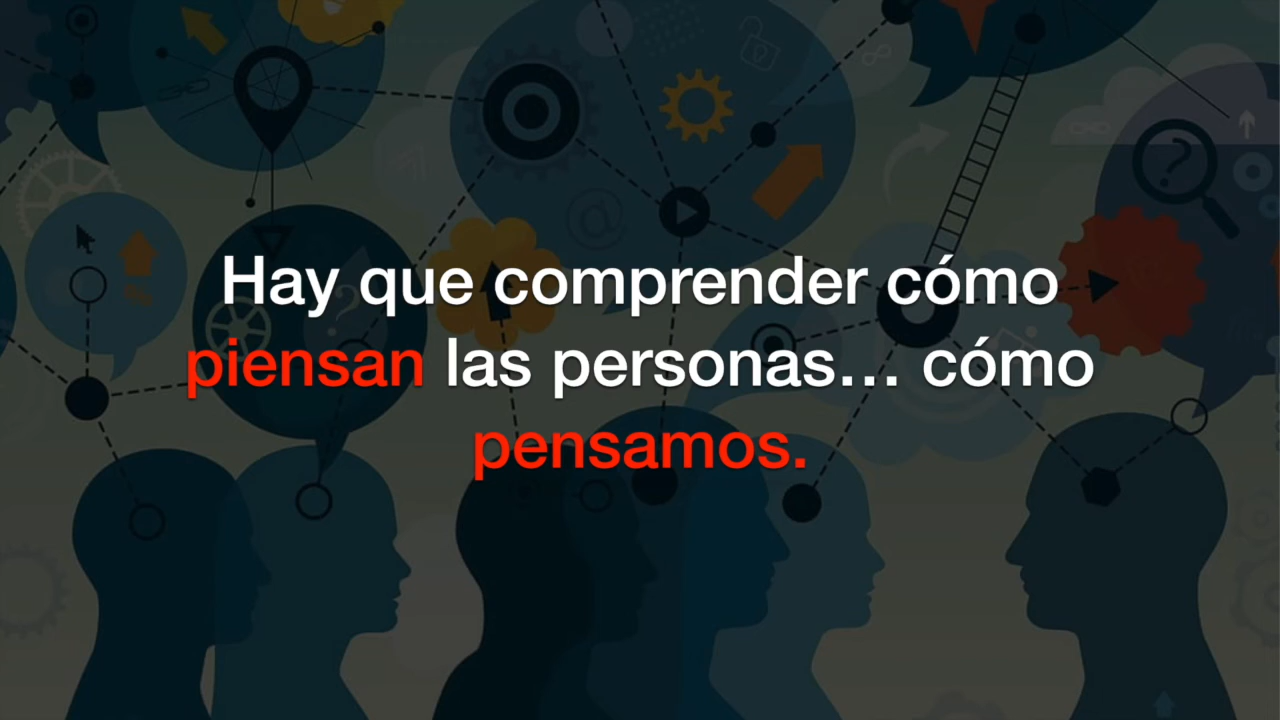 Hay que comprender cómo
piensan las personas… cómo
pensamos.